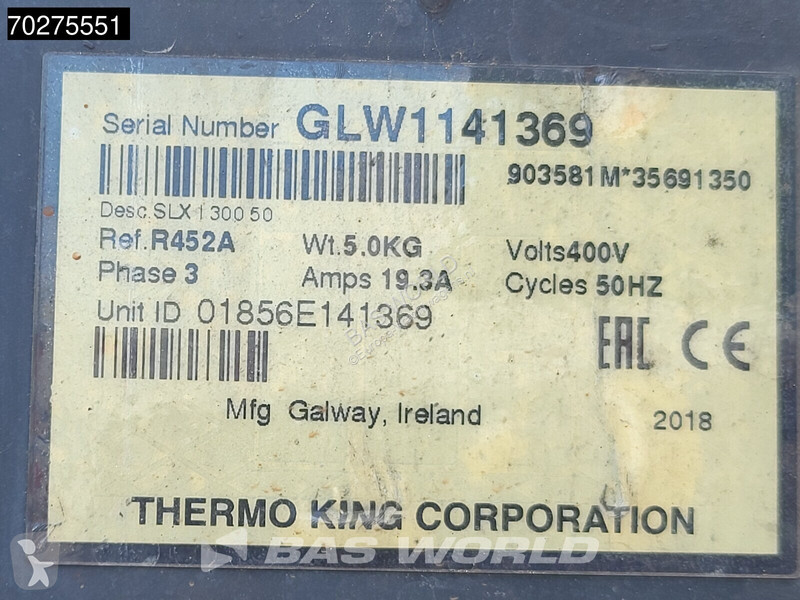 70275551
Serial Number GLW1141369
903581M*35691350
Desc.SLX I 300 50
Ref.R452A Wt.5.0KG Volts400V
Phase 3 Amps 19.3A Cycles 50HZ
Unit ID 01856E141369
EAC CE
Mfg Galway, Ireland 2018
THERMO KING CORPORATION
BAS WORLD